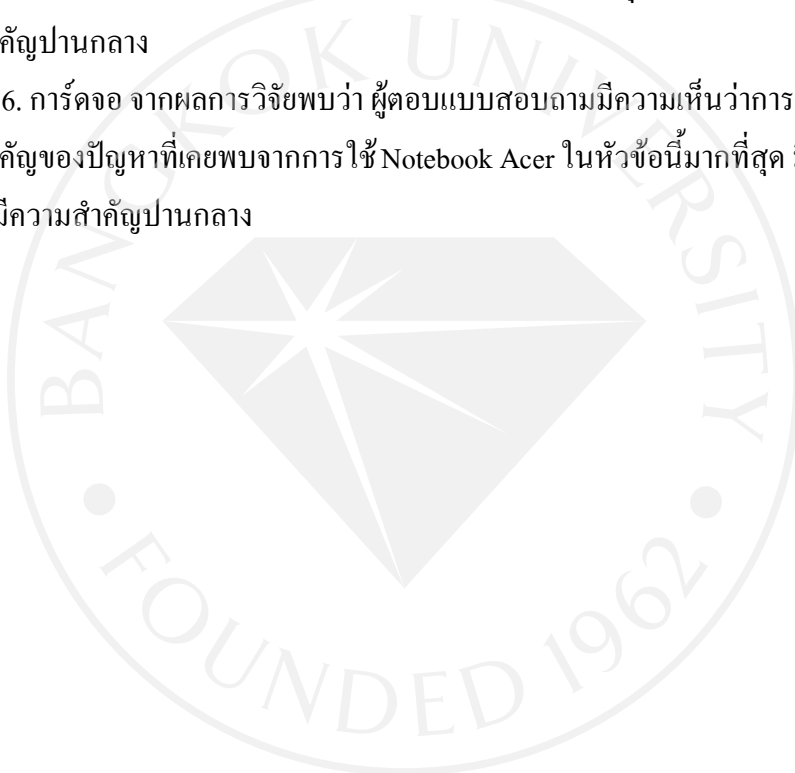 คัญปานกลาง
6. การ์ดจอ จากผลการวิจัยพบว่า ผู้ตอบแบบสอบถามมีความเห็นว่าการ
คัญของปัญหาที่เคยพบจากการใช้ Notebook Acer ในหัวข้อนี้มากที่สุด
มีความสำคัญปานกลาง
BANGKOK UNIVERSITY
FOUNDED 1962